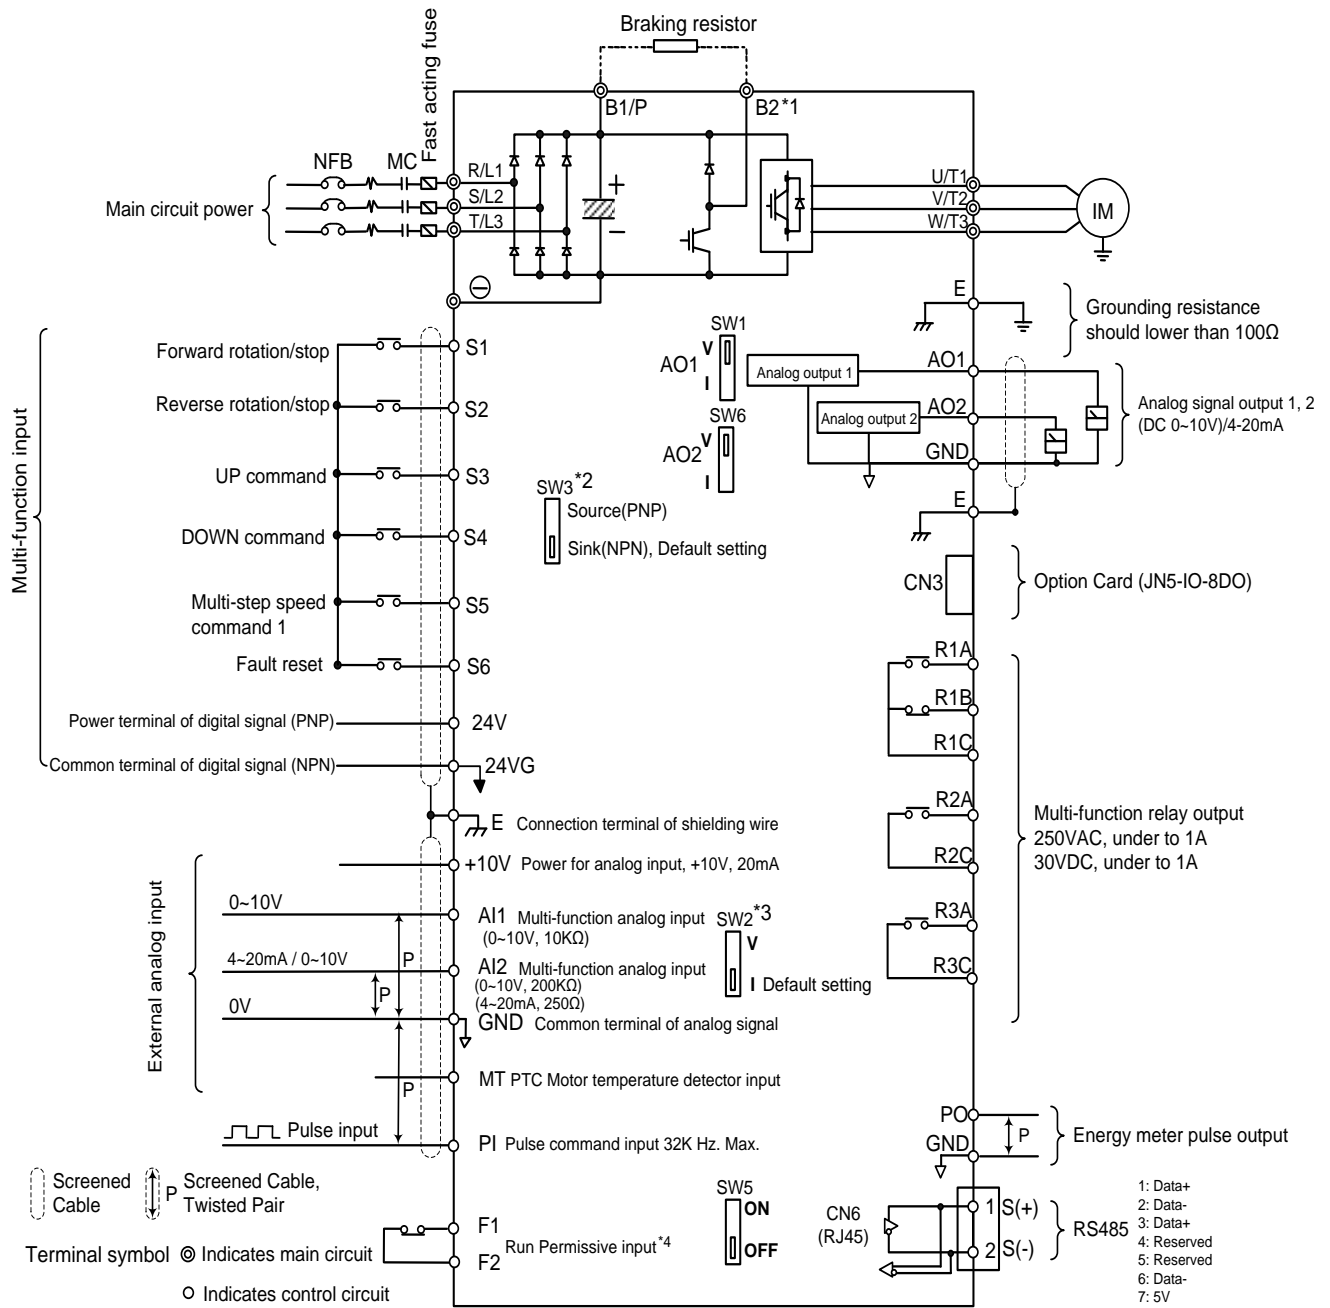 Braking resistor
Fast acting fuse
B1/P
B2*1
NFB
MC
R/L1
S/L2
T/L3
Main circuit power
+
−
U/T1
V/T2
W/T3
IM
⊖
E
Grounding resistance
should lower than 100Ω
Multi-function input
Forward rotation/stop
S1
Reverse rotation/stop
S2
UP command
S3
DOWN command
S4
Multi-step speed
command 1
S5
Fault reset
S6
Power terminal of digital signal (PNP)
24V
Common terminal of digital signal (NPN)
24VG
E Connection terminal of shielding wire
SW1
V
AO1
I
SW6
V
AO2
I
Analog output 1
AO1
Analog output 2
AO2
GND
Analog signal output 1, 2
(DC 0~10V)/4-20mA
E
SW3*2
Source(PNP)
Sink(NPN), Default setting
CN3
Option Card (JN5-IO-8DO)
R1A
R1B
R1C
R2A
R2C
R3A
R3C
Multi-function relay output
250VAC, under to 1A
30VDC, under to 1A
External analog input
+10V Power for analog input, +10V, 20mA
0~10V
AI1 Multi-function analog input
(0~10V, 10KΩ)
4~20mA / 0~10V
P
AI2 Multi-function analog input
(0~10V, 200KΩ)
(4~20mA, 250Ω)
P
0V
GND Common terminal of analog signal
SW2*3
V
I Default setting
MT PTC Motor temperature detector input
P
Pulse input
PI Pulse command input 32K Hz. Max.
PO
P
GND
Energy meter pulse output
Screened
Cable
P
Screened Cable,
Twisted Pair
Terminal symbol
Indicates main circuit
Indicates control circuit
F1
F2
Run Permissive input*4
SW5
ON
OFF
CN6
(RJ45)
1 S(+)
2 S(-)
RS485
1: Data+
2: Data-
3: Data+
4: Reserved
5: Reserved
6: Data-
7: 5V